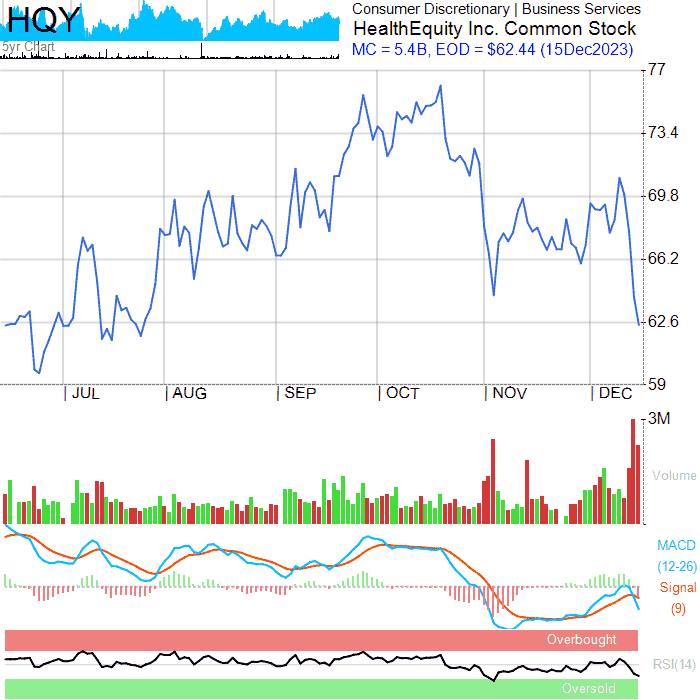 HQY
5yr Chart
Consumer Discretionary | Business Services
HealthEquity Inc. Common Stock
MC = 5.4B, EOD = $62.44 (15Dec2023)
77
73.4
69.8
66.2
62.6
59
| JUL | AUG | SEP | OCT | NOV | DEC
3M
Volume
MACD
(12-26)
Signal
(9)
Overbought
RSI(14)
Oversold